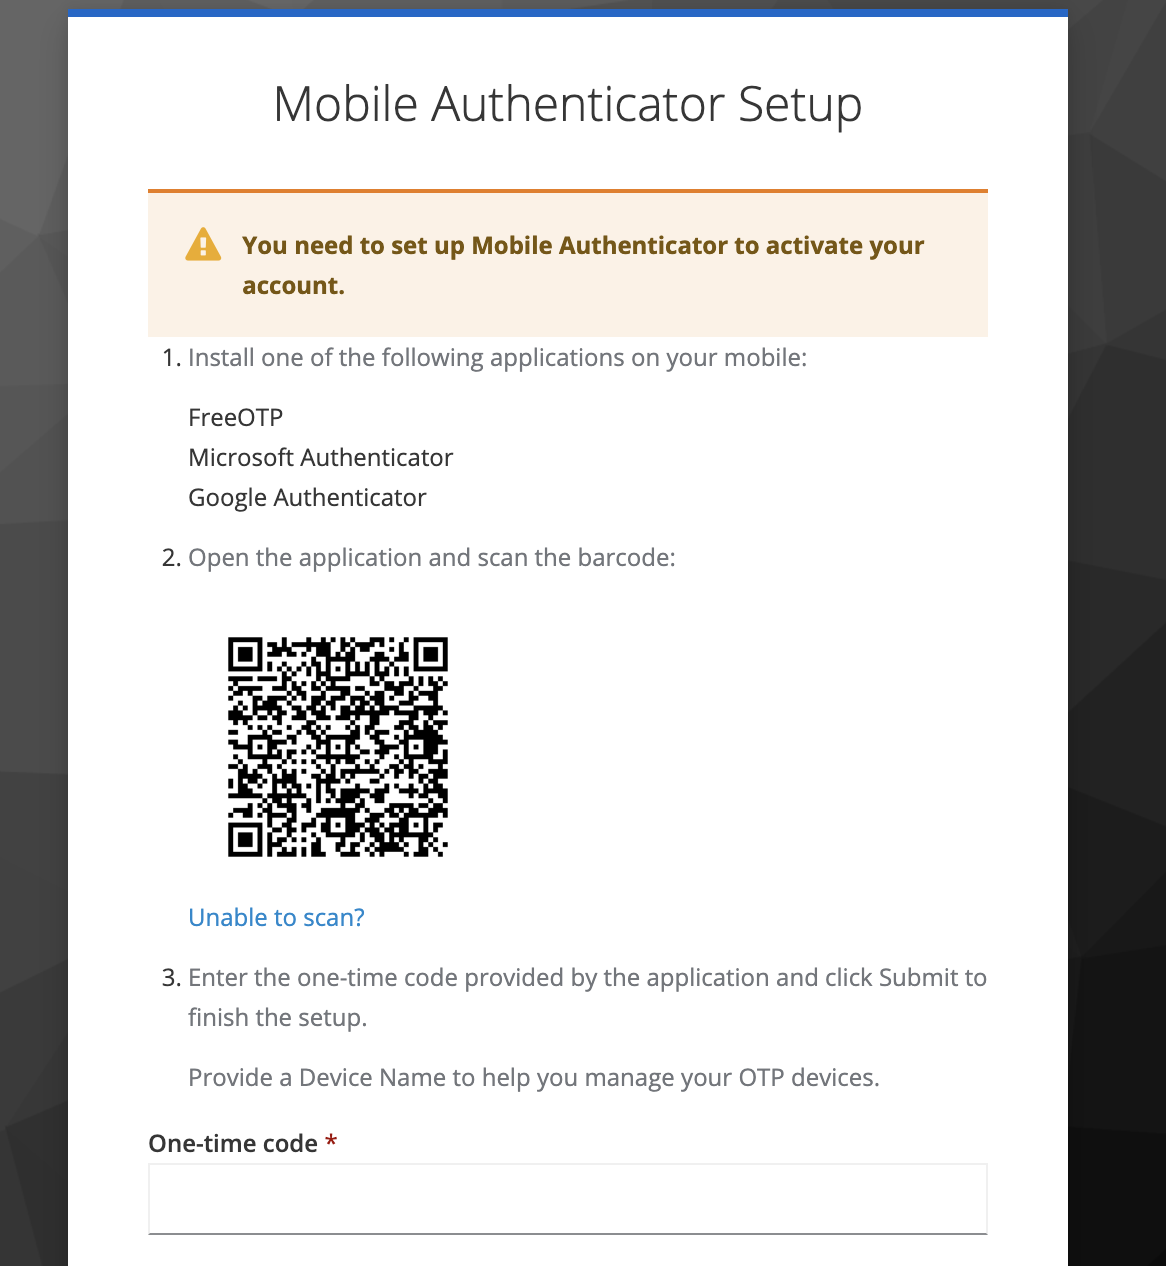 Mobile Authenticator Setup
You need to set up Mobile Authenticator to activate your
account.
1. Install one of the following applications on your mobile:
FreeOTP
Microsoft Authenticator
Google Authenticator
2. Open the application and scan the barcode:
Unable to scan?
3. Enter the one-time code provided by the application and click Submit to
finish the setup.
Provide a Device Name to help you manage your OTP devices.
One-time code *